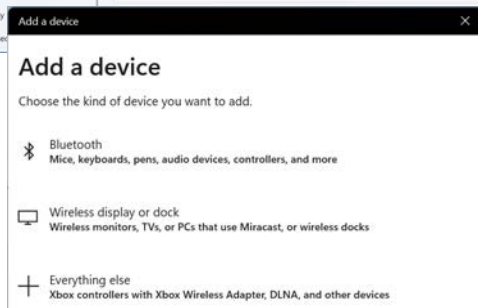 Add a device
Add a device
Choose the kind of device you want to add.
Bluetooth
Mice, keyboards, pens, audio devices, controllers, and more
Wireless display or dock
Wireless monitors, TVs, or PCs that use Miracast, or wireless docks
Everything else
Xbox controllers with Xbox Wireless Adapter, DLNA, and other devices